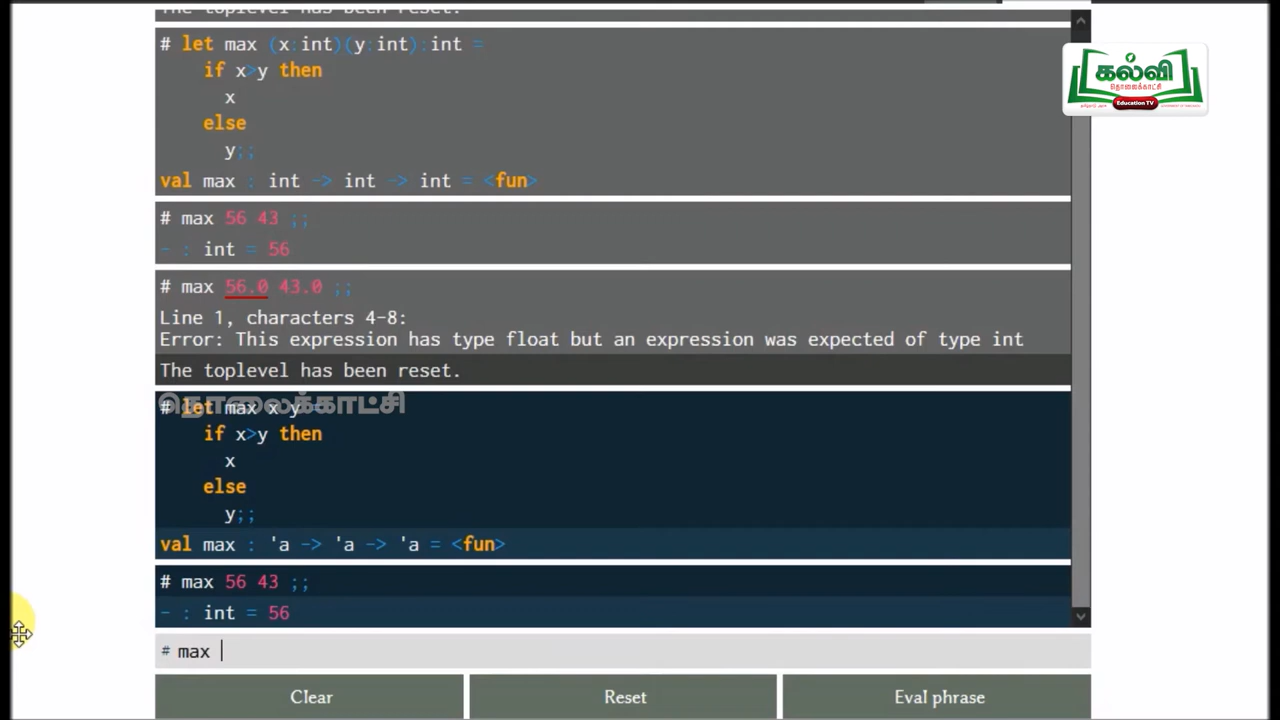 The toplevel has been reset.
# let max (x:int)(y:int):int =
if x>y then
x
else
y;;
val max : int -> int -> int = <fun>
# max 56 43 ;;
- : int = 56
# max 56.0 43.0 ;;
Line 1, characters 4-8:
Error: This expression has type float but an expression was expected of type int
The toplevel has been reset.
தொலைக்காட்சி
# let max x y =
if x>y then
x
else
y;;
val max : 'a -> 'a -> 'a = <fun>
# max 56 43 ;;
- : int = 56
# max
Clear
Reset
Eval phrase
கல்வி
தொலைக்காட்சி
Education TV